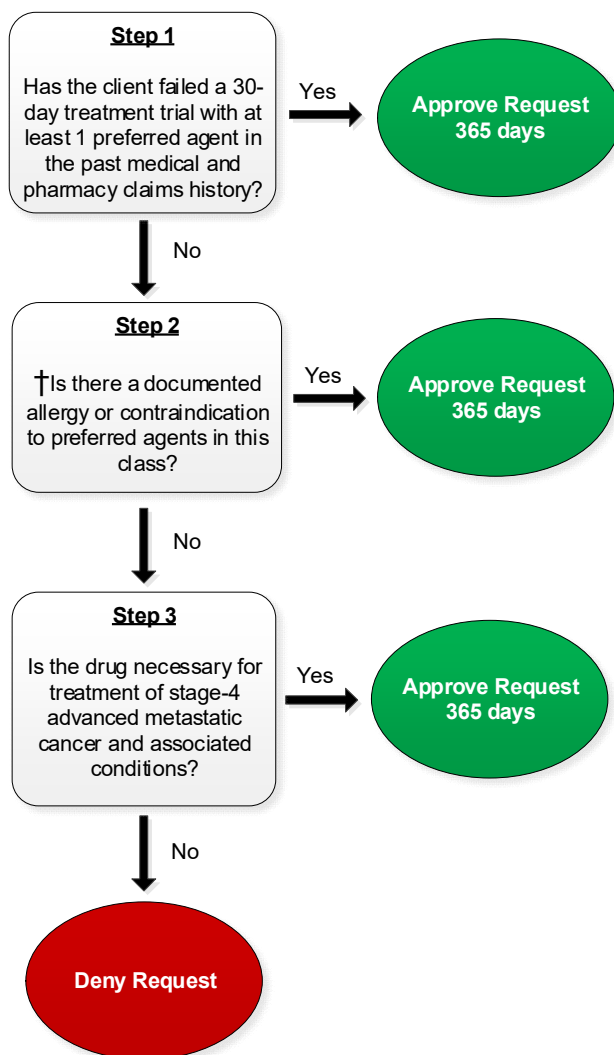 Step 1
Has the client failed a 30-
day treatment trial with at
least 1 preferred agent in
the past medical and
pharmacy claims history?
Yes
Approve Request
365 days
No
Step 2
†Is there a documented
allergy or contraindication
to preferred agents in this
class?
Yes
Approve Request
365 days
No
Step 3
Is the drug necessary for
treatment of stage-4
advanced metastatic
cancer and associated
conditions?
Yes
Approve Request
365 days
No
Deny Request